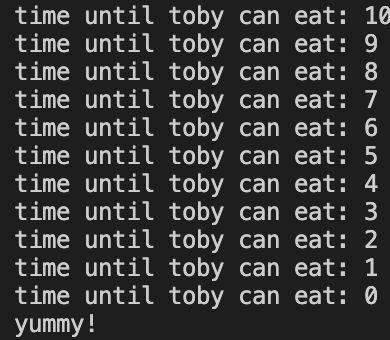 time until toby can eat: 10
time until toby can eat: 9
time until toby can eat: 8
time until toby can eat: 7
time until toby can eat: 6
time until toby can eat: 5
time until toby can eat: 4
time until toby can eat: 3
time until toby can eat: 2
time until toby can eat: 1
time until toby can eat: 0
yummy!